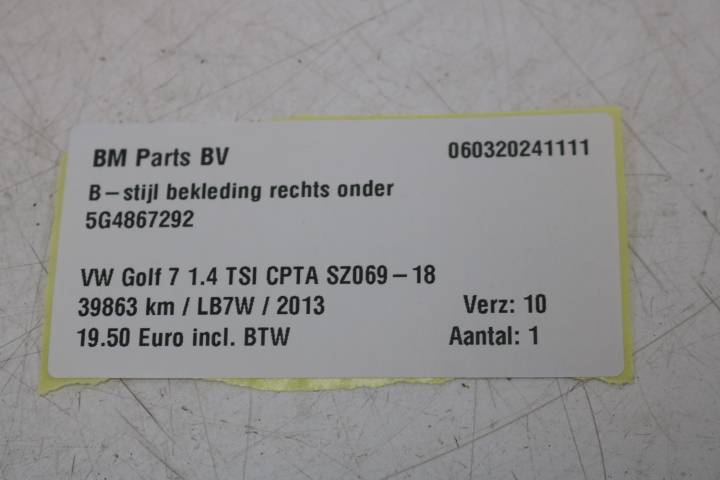 BM Parts BV 060320241111
B-stijl bekleding rechts onder
5G4867292
VW Golf 7 1.4 TSI CPTA SZ069-18
39863 km / LB7W / 2013 Verz: 10
19.50 Euro incl. BTW Aantal: 1